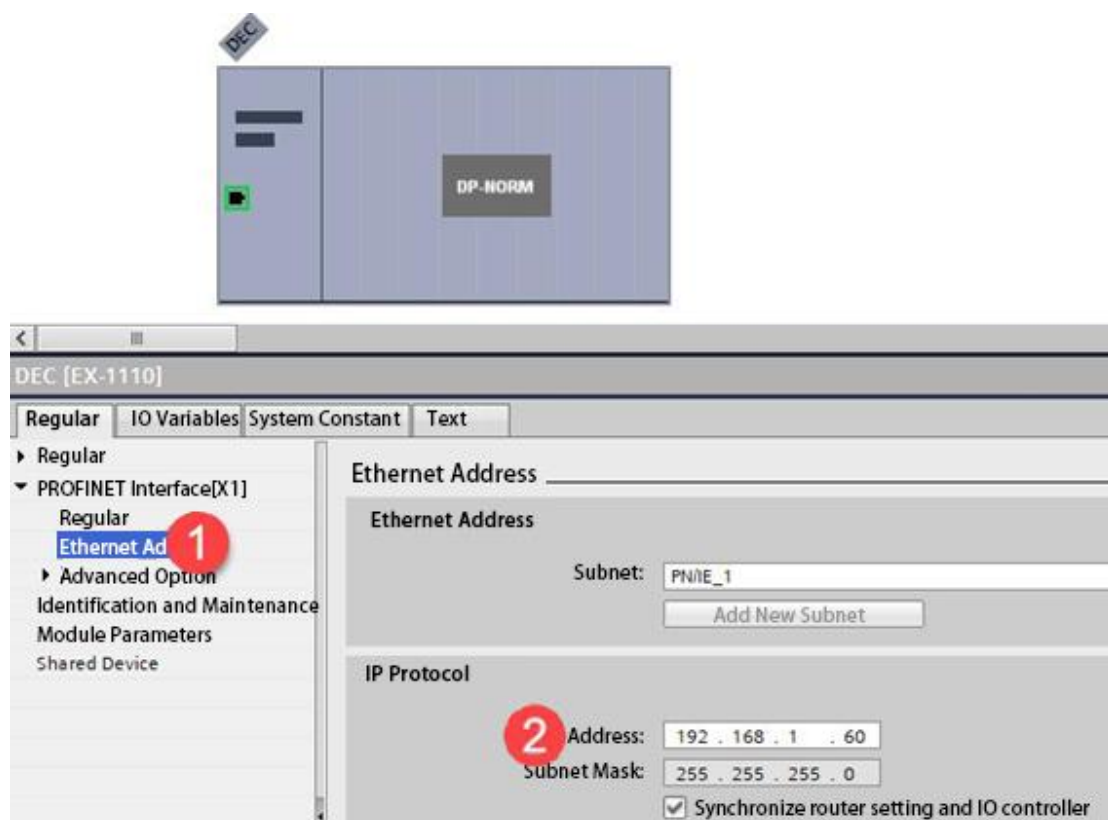 DEC
DP-NORM
DEC [EX-1110]
Regular IO Variables System Constant Text
Regular
PROFINET Interface[X1]
Regular
Ethernet Ad
1
Advanced Option
Identification and Maintenance
Module Parameters
Shared Device
Ethernet Address
Ethernet Address
Subnet: PN/IE_1
Add New Subnet
IP Protocol
2
Address: 192 . 168 . 1 . 60
Subnet Mask: 255 . 255 . 255 . 0
Synchronize router setting and IO controller